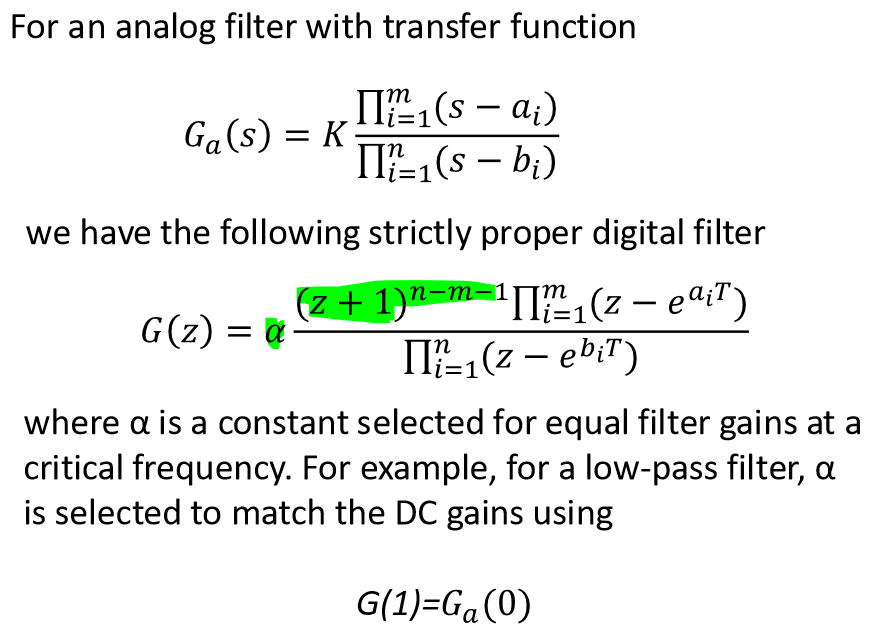 For an analog filter with transfer function
G_a(s) = K \frac{\prod_{i=1}^{m}(s − a_i)}{\prod_{i=1}^{n}(s − b_i)}
we have the following strictly proper digital filter
G(z) = α \frac{(z + 1)^{n−m−1} \prod_{i=1}^{m}(z − e^{a_i T})}{\prod_{i=1}^{n}(z − e^{b_i T})}
where α is a constant selected for equal filter gains at a
critical frequency. For example, for a low-pass filter, α
is selected to match the DC gains using
G(1)=G_a(0)